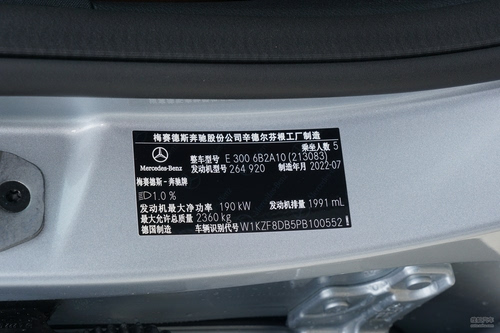 梅赛德斯奔驰股份公司辛德尔芬根工厂制造
乘坐人数 5
Mercedes-Benz
整车型号 E 300 6B2A10 (213083)
发动机型号 264 920 制造年月 2022-07
梅赛德斯-奔驰牌
1.0 %
发动机最大净功率 190 kW 发动机排量 1991 mL
最大允许总质量 2360 kg
德国制造 车辆识别代号 W1KZF8DB5PB100552